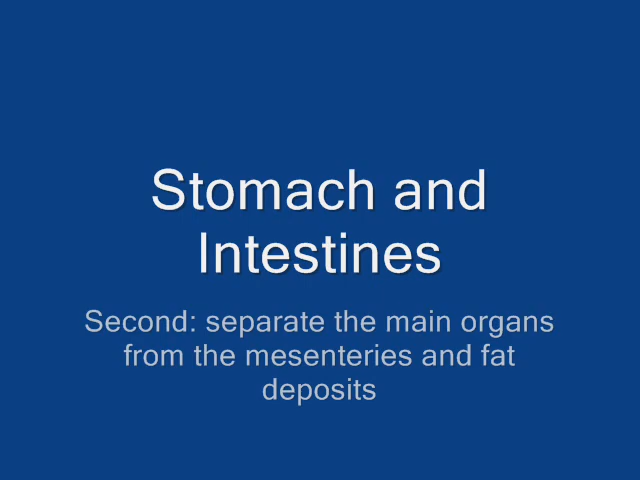 Stomach and
Intestines
Second: separate the main organs
from the mesenteries and fat
deposits